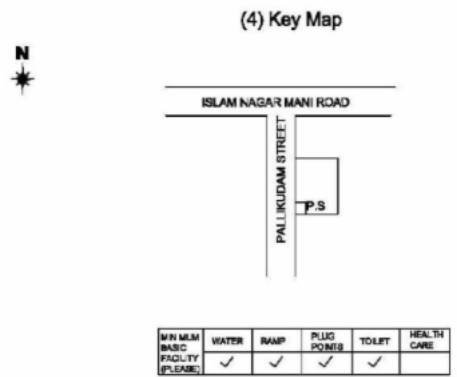 (4) Key Map
N
ISLAM NAGAR MANI ROAD
PALLIKUDAM STREET
P.S
MINIMUM BASIC FACILITY (PLEASE) WATER RAMP PLUG POINTS TOILET HEALTH CARE
✓ ✓ ✓ ✓